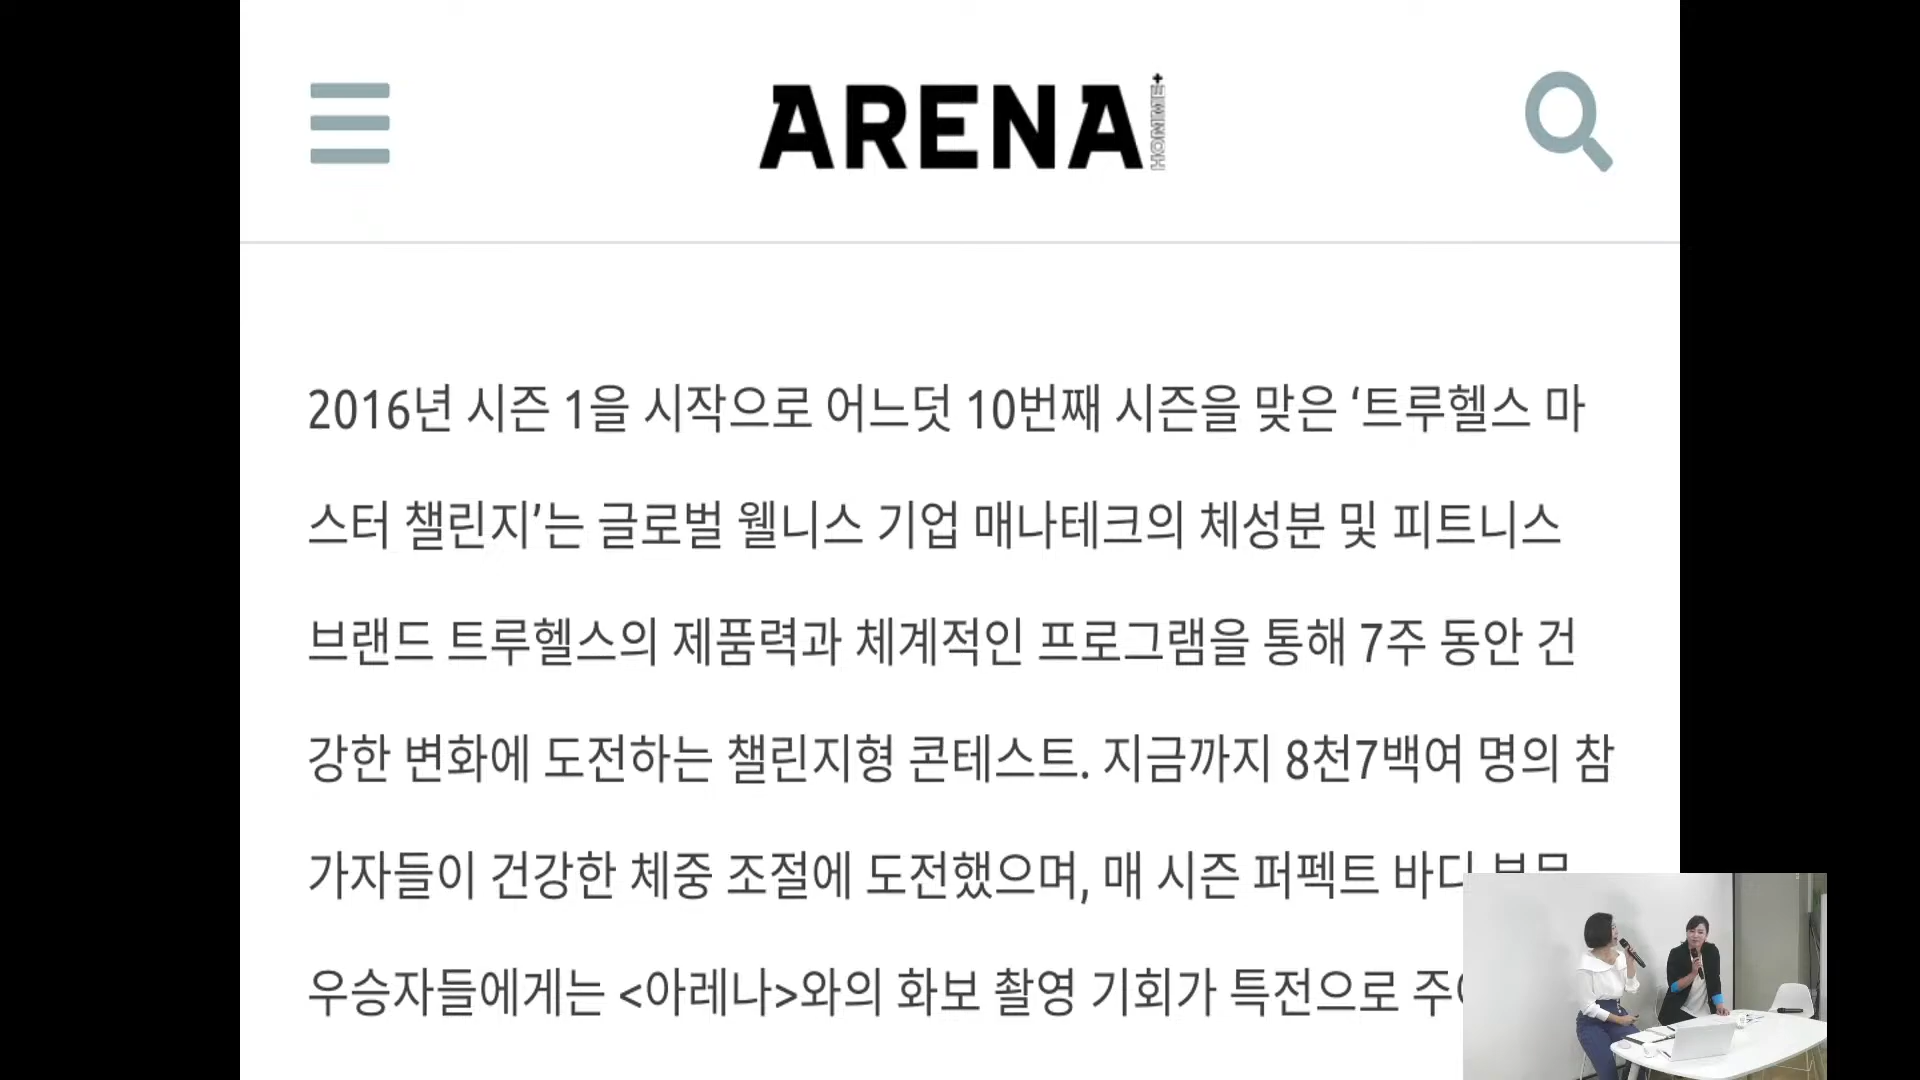 ARENA
HOMME+
2016년 시즌 1을 시작으로 어느덧 10번째 시즌을 맞은 ‘트루헬스 마
스터 챌린지’는 글로벌 웰니스 기업 매나테크의 체성분 및 피트니스
브랜드 트루헬스의 제품력과 체계적인 프로그램을 통해 7주 동안 건
강한 변화에 도전하는 챌린지형 콘테스트. 지금까지 8천7백여 명의 참
가자들이 건강한 체중 조절에 도전했으며, 매 시즌 퍼펙트 바디
우승자들에게는 <아레나>와의 화보 촬영 기회가 특전으로